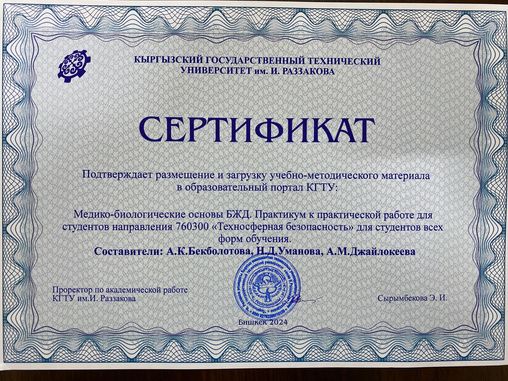 КЫРГЫЗСКИЙ ГОСУДАРСТВЕННЫЙ ТЕХНИЧЕСКИЙ
УНИВЕРСИТЕТ им. И. РАЗЗАКОВА
СЕРТИФИКАТ
Подтверждает размещение и загрузку учебно-методического материала
в образовательный портал КГТУ:
Медико-биологические основы БЖД. Практикум к практической работе для
студентов направления 760300 «Техносферная безопасность» для студентов всех
форм обучения.
Составители: А.К.Бекболотова, Н.Д.Уманова, А.М.Джайлокеева
Проректор по академической работе
КГТУ им.И. Раззакова
Сырымбекова Э. И.
Бишкек 2024